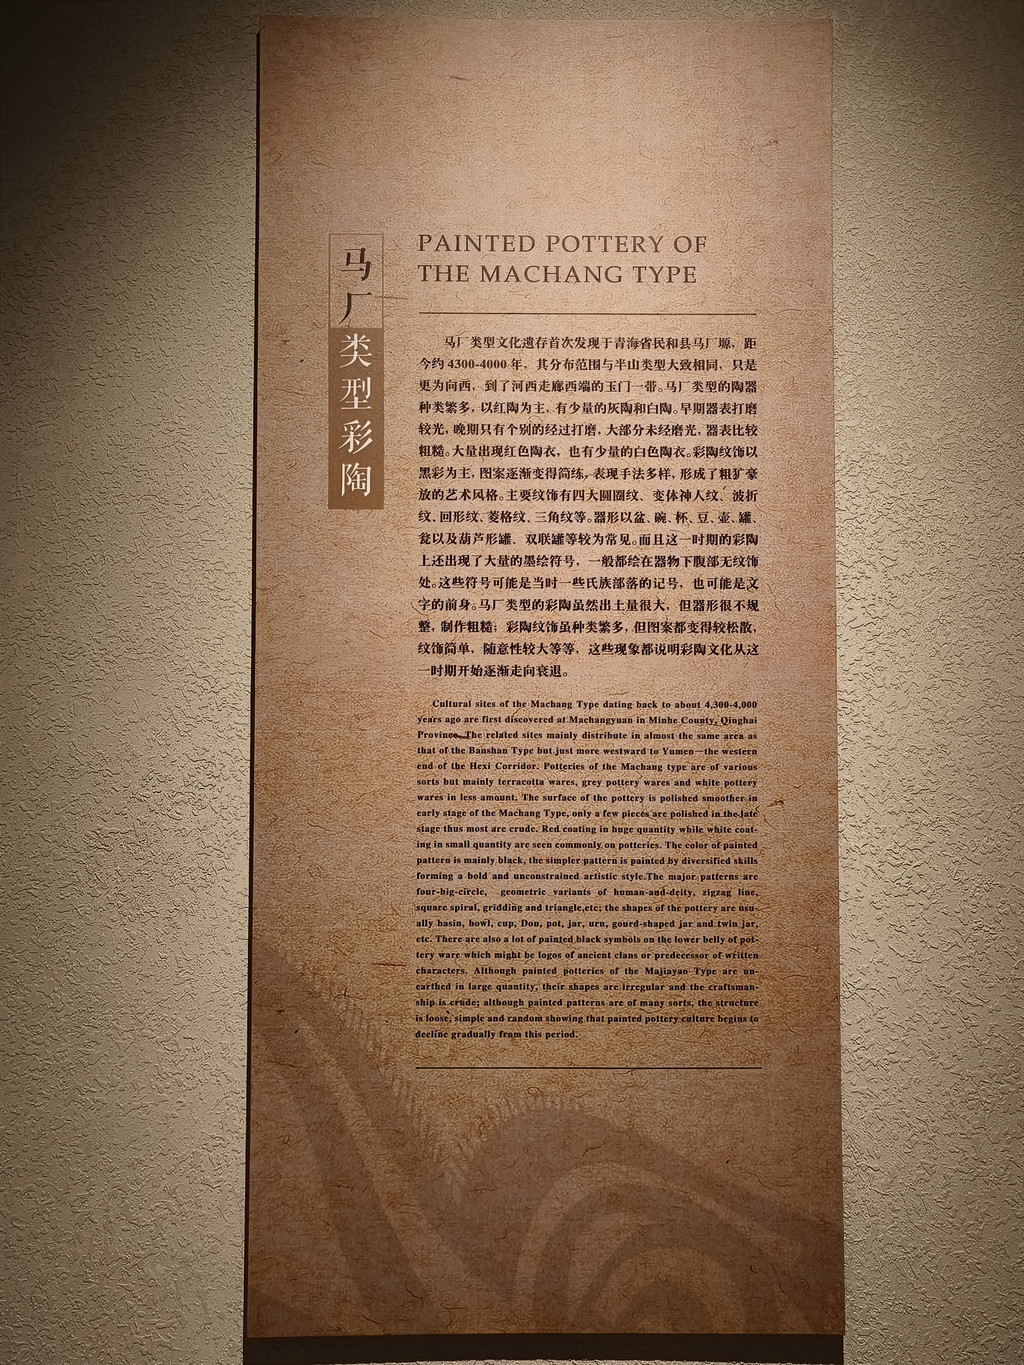 马厂类型彩陶
PAINTED POTTERY OF
THE MACHANG TYPE
马厂类型文化遗存首次发现于青海省民和县马厂塬，距
今约 4300-4000 年，其分布范围与半山类型大致相同，只是
更为向西，到了河西走廊西端的玉门一带。马厂类型的陶器
种类繁多，以红陶为主，有少量的灰陶和白陶。早期器表打磨
较光，晚期只有个别的经过打磨，大部分未经磨光，器表比较
粗糙。大量出现红色陶衣，也有少量的白色陶衣。彩陶纹饰以
黑彩为主，图案逐渐变得简练，表现手法多样，形成了粗犷豪
放的艺术风格。主要纹饰有四大圆圈纹、变体神人纹、波折
纹、回形纹、菱格纹、三角纹等。器形以盆、碗、杯、豆、壶、罐、
瓮以及葫芦形罐、双联罐等较为常见。而且这一时期的彩陶
上还出现了大量的墨绘符号，一般都绘在器物下腹部无纹饰
处。这些符号可能是当时一些氏族部落的记号，也可能是文
字的前身。马厂类型的彩陶虽然出土量很大，但器形很不规
整，制作粗糙；彩陶纹饰虽种类繁多，但图案都变得较松散，
纹饰简单，随意性较大等等，这些现象都说明彩陶文化从这
一时期开始逐渐走向衰退。
Cultural sites of the Machang Type dating back to about 4,300-4,000
years ago are first discovered at Machangyuan in Minhe County, Qinghai
Province. The related sites mainly distribute in almost the same area as
that of the Banshan Type but just more westward to Yumen—the western
end of the Hexi Corridor. Potteries of the Machang type are of various
sorts but mainly terracotta wares, grey pottery wares and white pottery
wares in less amount. The surface of the pottery is polished smoother in
early stage of the Machang Type, only a few pieces are polished in the late
stage thus most are crude. Red coating in huge quantity while white coat-
ing in small quantity are seen commonly on potteries. The color of painted
pattern is mainly black, the simpler pattern is painted by diversified skills
forming a bold and unconstrained artistic style.The major patterns are
four-big-circle, geometric variants of human-and-deity, zigzag line,
square spiral, gridding and triangle,etc; the shapes of the pottery are usu-
ally basin, bowl, cup, Dou, pot, jar, urn, gourd-shaped jar and twin jar,
etc. There are also a lot of painted black symbols on the lower belly of pot-
tery ware which might be logos of ancient clans or predecessor of written
characters. Although painted potteries of the Majiayao Type are un-
earthed in large quantity, their shapes are irregular and the craftsman-
ship is crude; although painted patterns are of many sorts, the structure
is loose, simple and random showing that painted pottery culture begins to
decline gradually from this period.